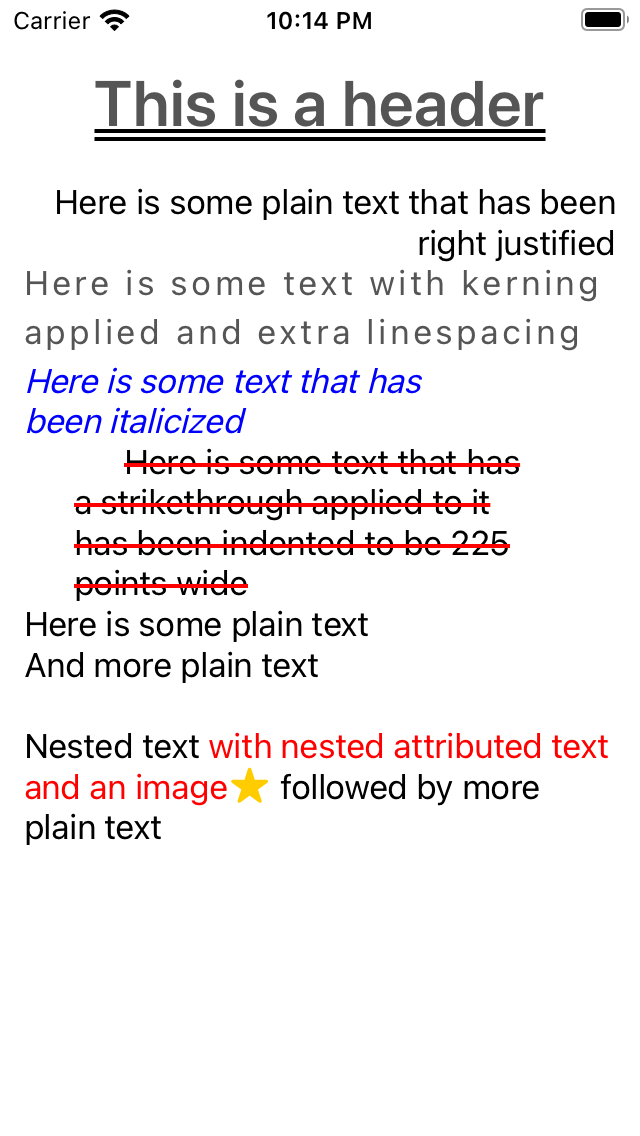 Carrier 10:14 PM
This is a header
Here is some plain text that has been
right justified
Here is some text with kerning
applied and extra linespacing
Here is some text that has
been italicized
Here is some text that has
a strikethrough applied to it
has been indented to be 225
points wide
Here is some plain text
And more plain text
Nested text with nested attributed text
and an image followed by more
plain text